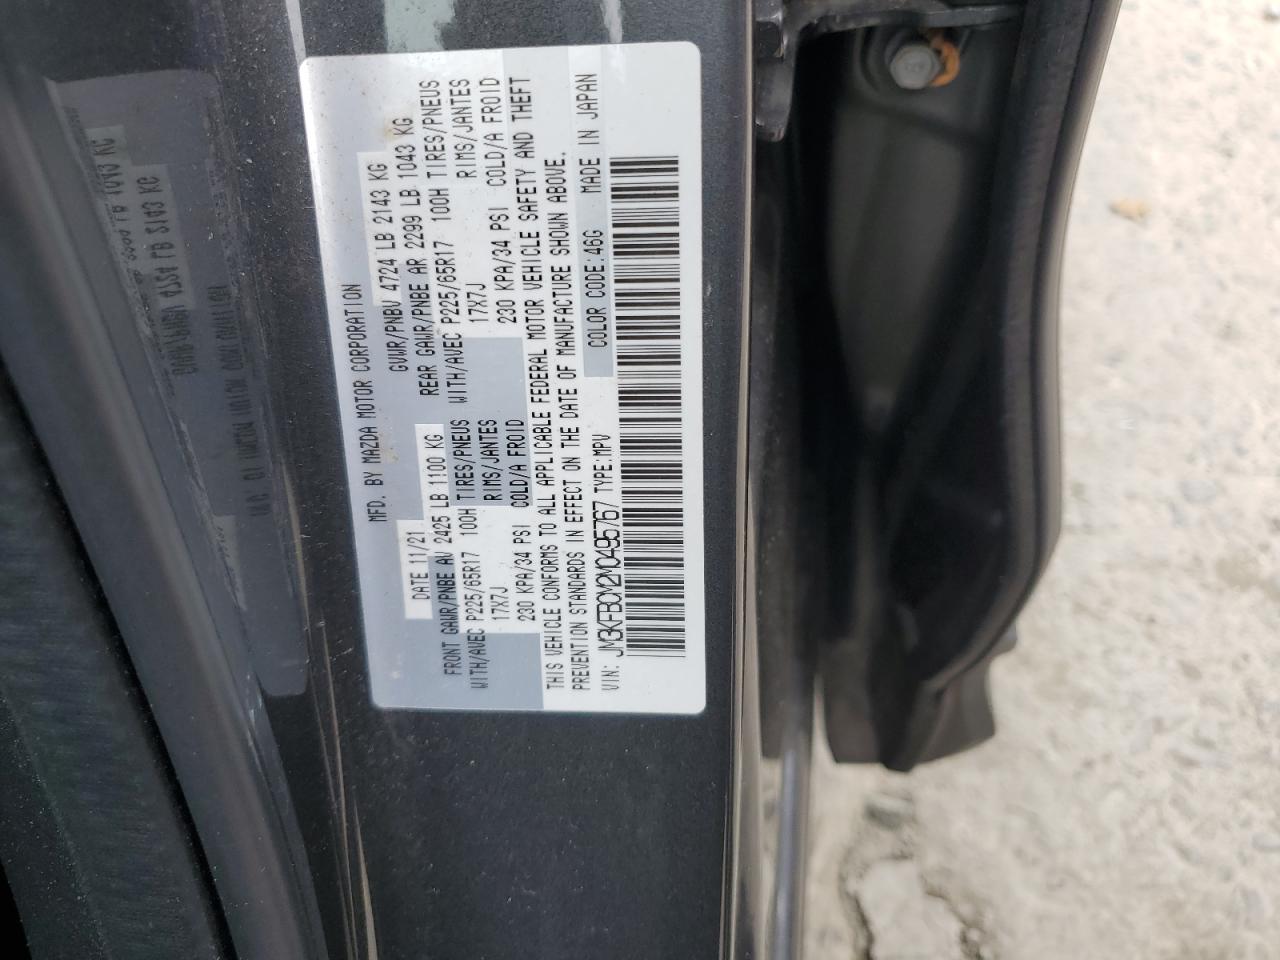 MFD. BY MAZDA MOTOR CORPORATION
DATE 11/21 GVWR/PNBV 4724 LB 2143 KG
FRONT GAWR/PNBE AV 2425 LB 1100 KG REAR GAWR/PNBE AR 2299 LB 1043 KG
WITH/AVEC P225/65R17 100H TIRES/PNEUS WITH/AVEC P225/65R17 100H TIRES/PNEUS
17X7J RIMS/JANTES 17X7J RIMS/JANTES
230 KPA/34 PSI COLD/A FROID 230 KPA/34 PSI COLD/A FROID
THIS VEHICLE CONFORMS TO ALL APPLICABLE FEDERAL MOTOR VEHICLE SAFETY AND THEFT
PREVENTION STANDARDS IN EFFECT ON THE DATE OF MANUFACTURE SHOWN ABOVE.
VIN: JM3KFBCM2M0495767 TYPE:MPV COLOR CODE:46G MADE IN JAPAN